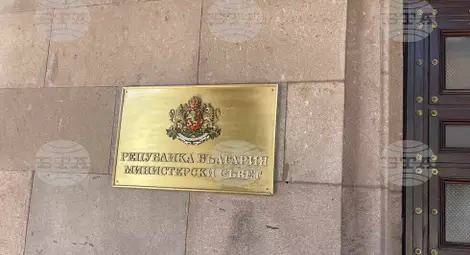 РЕПУБЛИКА БЪЛГАРИЯ
МИНИСТЕРСКИ СЪВЕТ